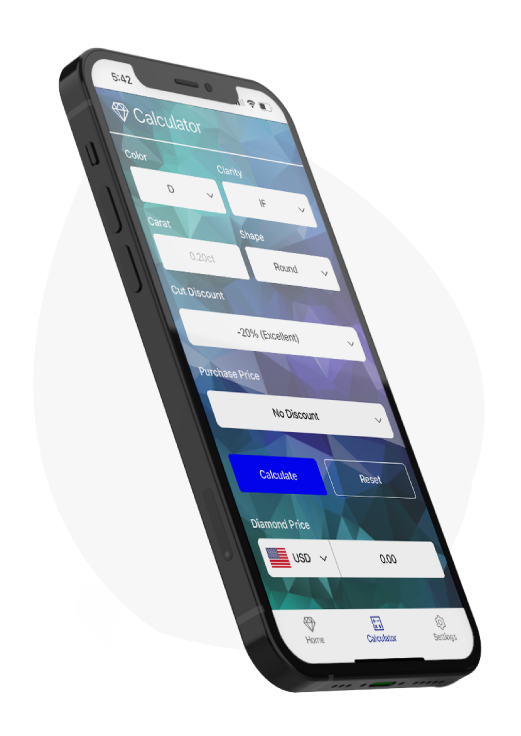 5:42
Calculator
Color
Clarity
D
IF
Carat
Shape
0.20ct
Round
Cut Discount
-20% (Excellent)
Purchase Price
No Discount
Calculate
Reset
Diamond Price
USD
0.00
Home
Calculator
Settings